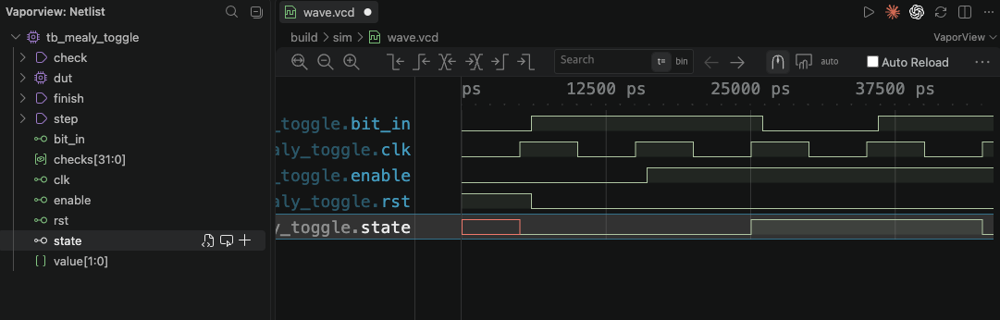 Vaporview: Netlist
tb_mealy_toggle
check
dut
finish
step
bit_in
checks[31:0]
clk
enable
rst
state
value[1:0]
wave.vcd
build > sim > wave.vcd
VaporView
Search
t=
bin
auto
Auto Reload
ps 12500 ps 25000 ps 37500 ps
_toggle.bit_in
aly_toggle.clk
_toggle.enable
aly_toggle.rst
y_toggle.state